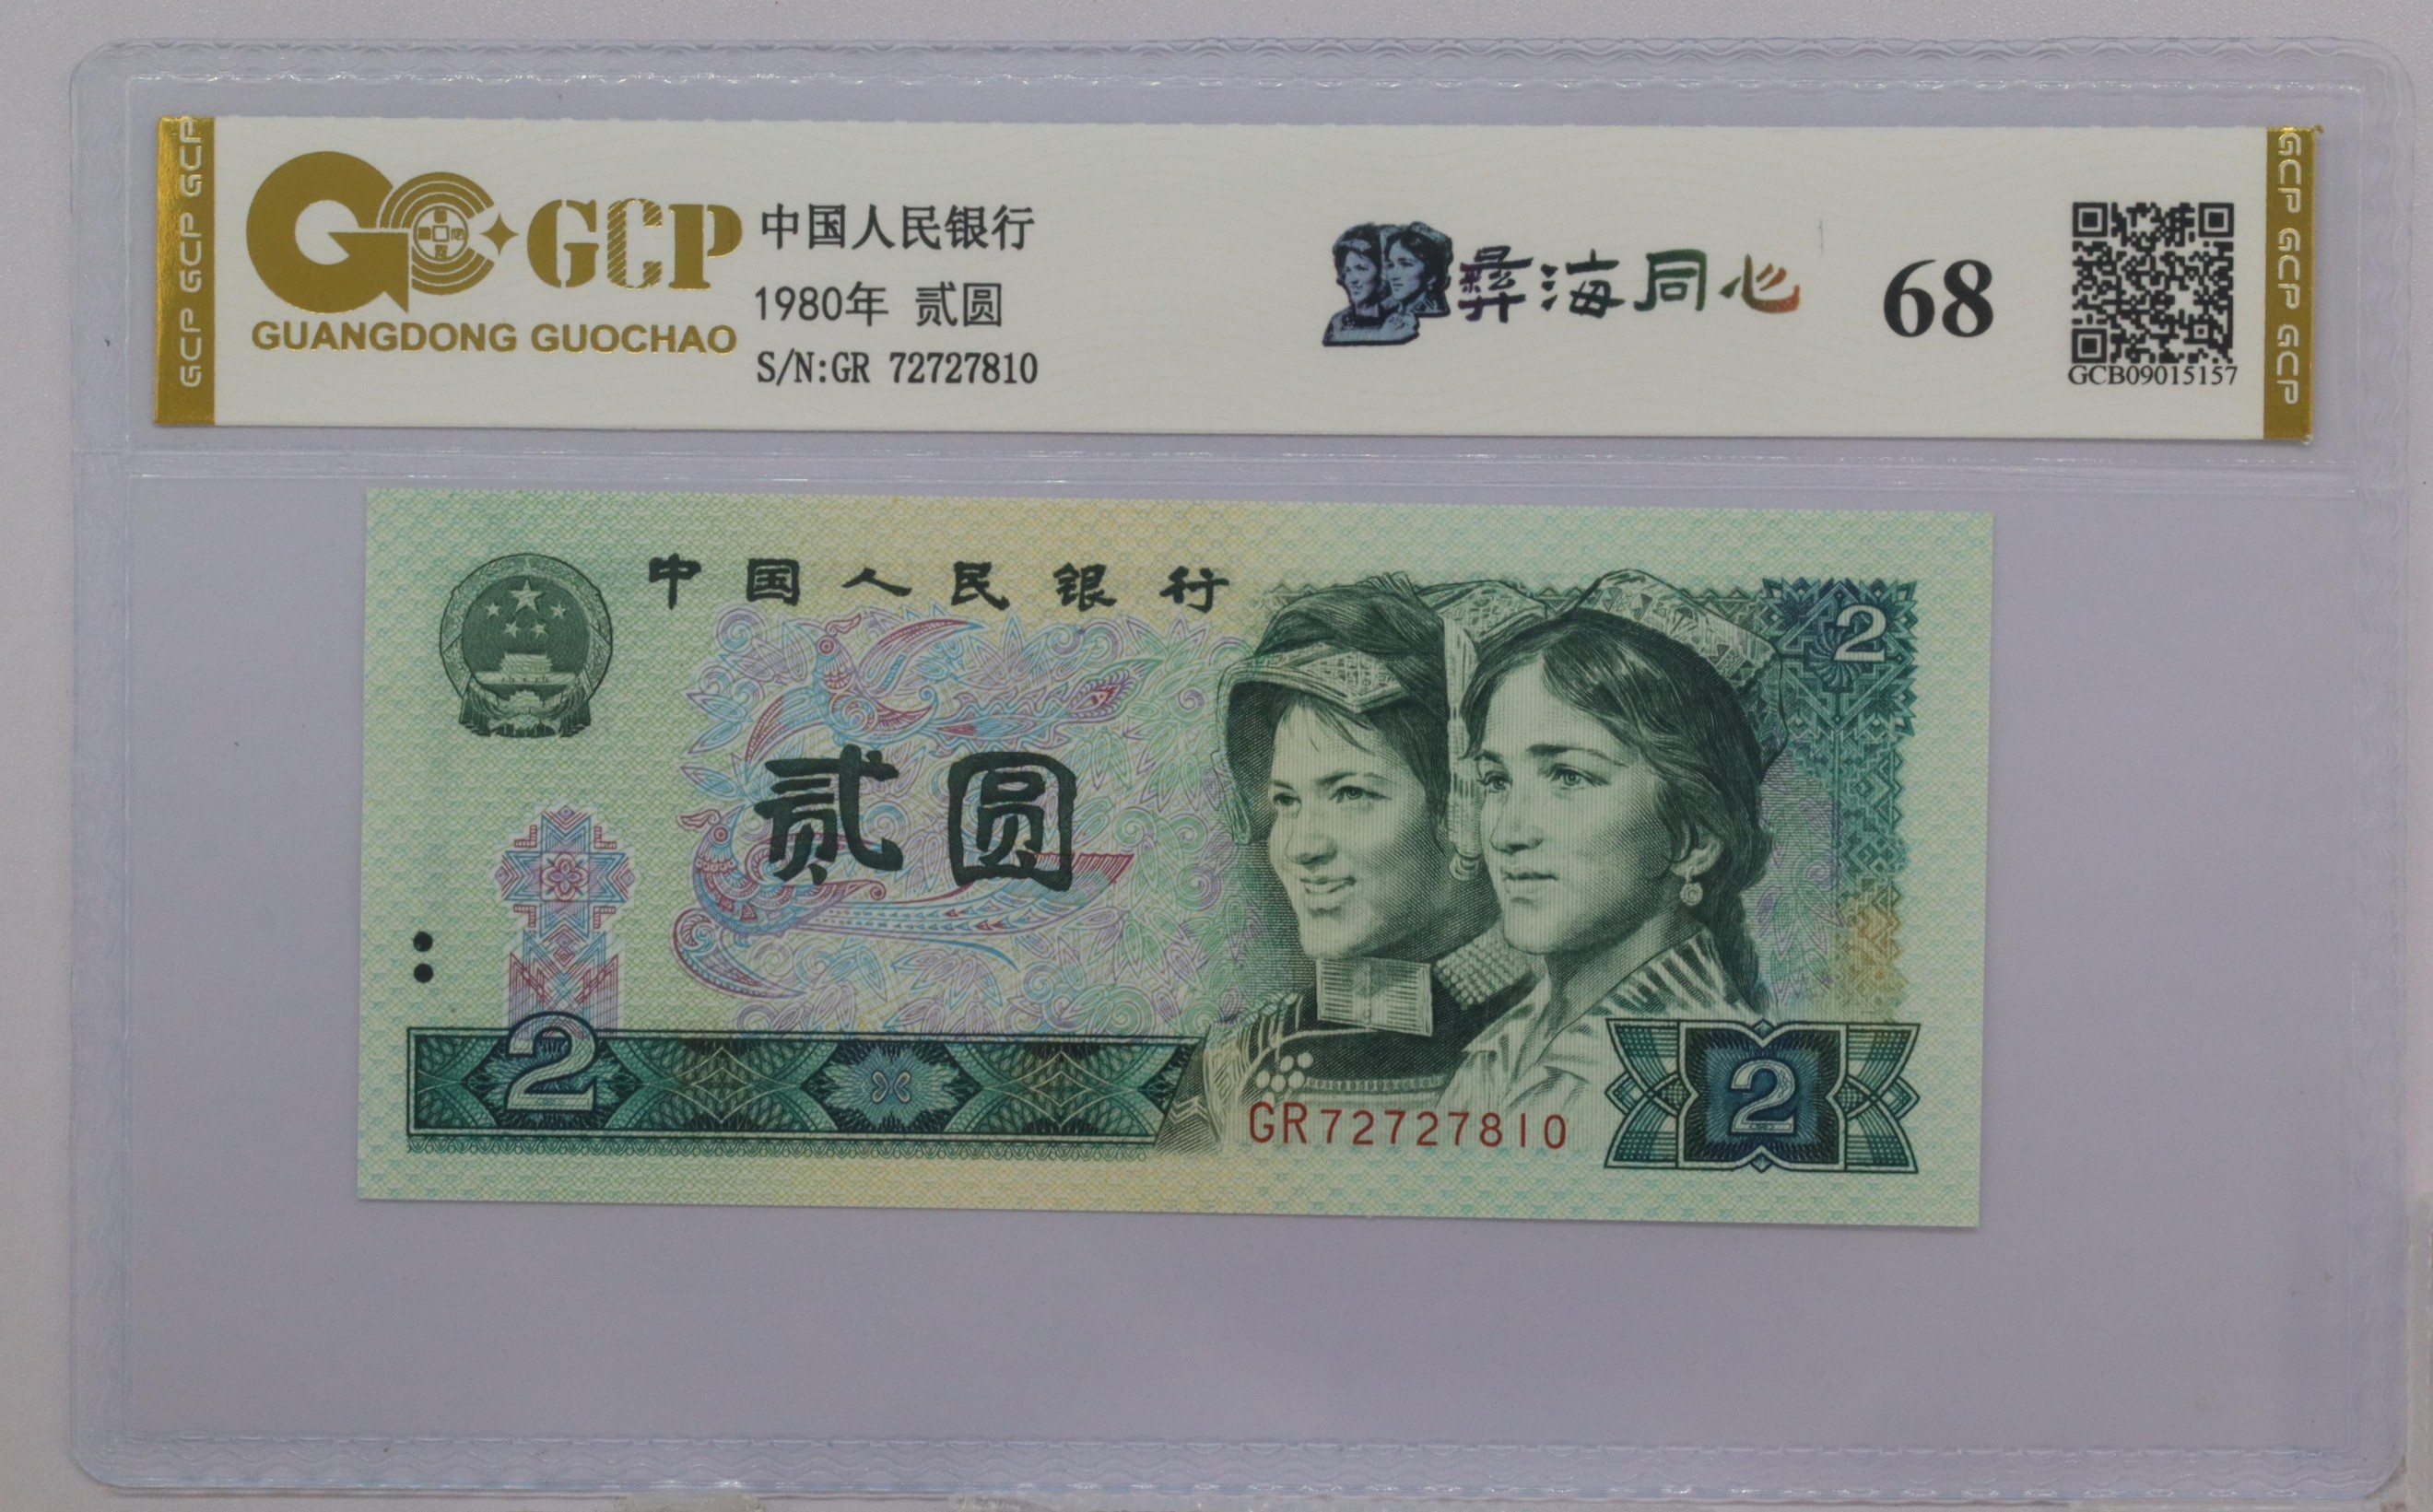 GCP GCP GCP
GCP
GUANGDONG GUOCHAO
中国人民银行
1980年 贰圆
S/N:GR 72727810
彝海同心
68
GCB09015157
GCP GCP GCP
中国人民银行
2
贰圆
2
GR72727810
2